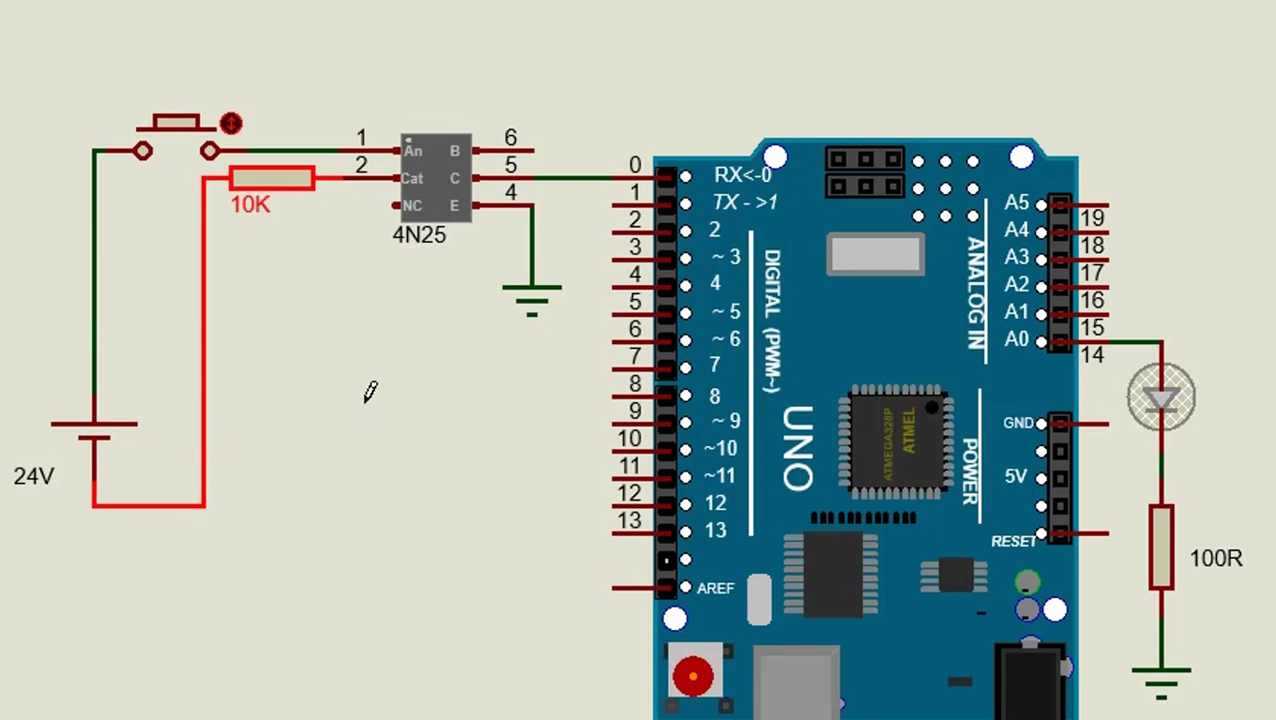 10K
1
2
An
Cat
NC
B
C
E
6
5
4
4N25
24V
0
1
2
3
4
5
6
7
8
9
10
11
12
13
RX<-0
TX ->1
2
~ 3
4
~ 5
~ 6
7
8
~ 9
~10
~11
12
13
AREF
DIGITAL (PWM~)
UNO
ATMEGA328P
ATMEL
ANALOG IN
A5
A4
A3
A2
A1
A0
19
18
17
16
15
14
POWER
GND
5V
RESET
100R